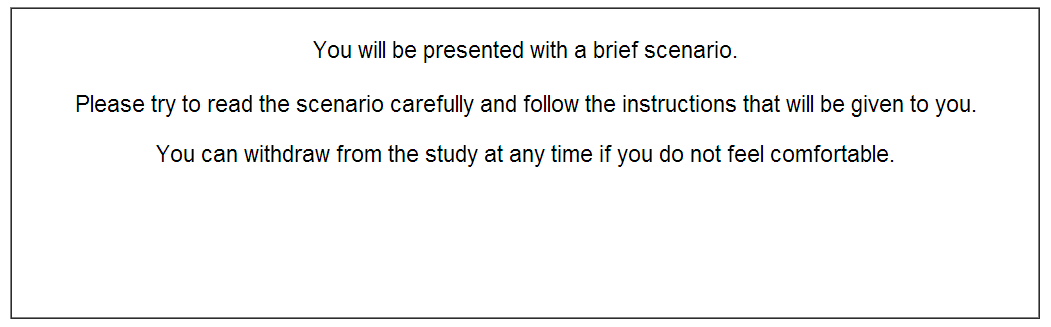 You will be presented with a brief scenario.
Please try to read the scenario carefully and follow the instructions that will be given to you.
You can withdraw from the study at any time if you do not feel comfortable.